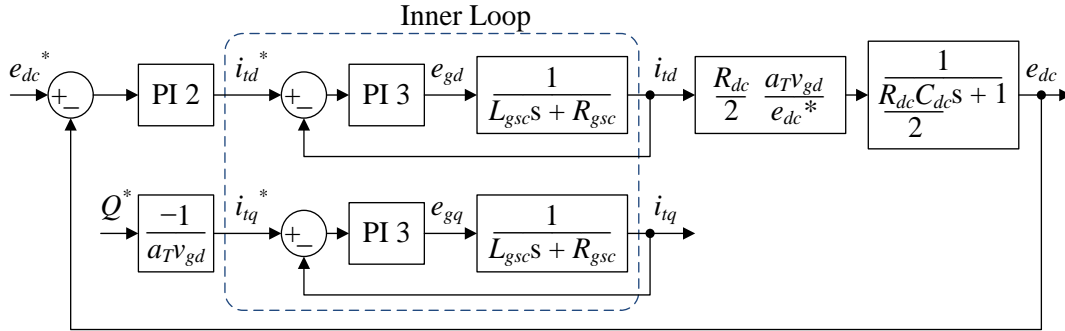 Inner Loop
e_dc* + − PI 2 i_td* + − PI 3 e_gd 1 / (L_gsc s + R_gsc) i_td R_dc / 2 a_T v_gd / e_dc* 1 / (R_dc C_dc / 2 s + 1) e_dc
Q* −1 / (a_T v_gd) i_tq* + − PI 3 e_gq 1 / (L_gsc s + R_gsc) i_tq